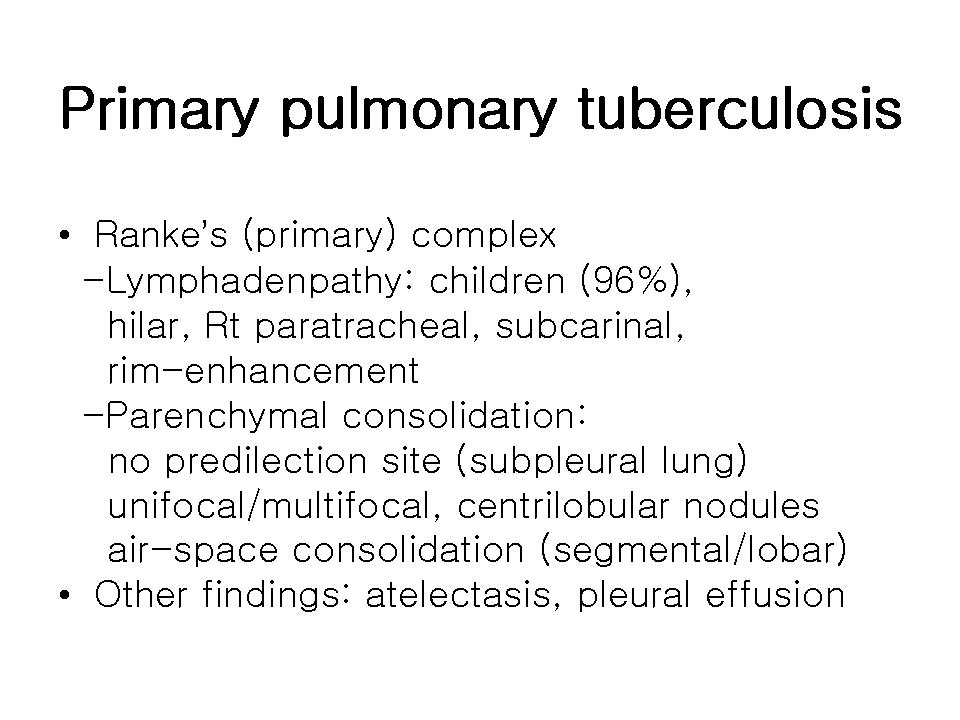 Primary pulmonary tuberculosis
• Ranke's (primary) complex
-Lymphadenpathy: children (96%),
hilar, Rt paratracheal, subcarinal,
rim-enhancement
-Parenchymal consolidation:
no predilection site (subpleural lung)
unifocal/multifocal, centrilobular nodules
air-space consolidation (segmental/lobar)
• Other findings: atelectasis, pleural effusion